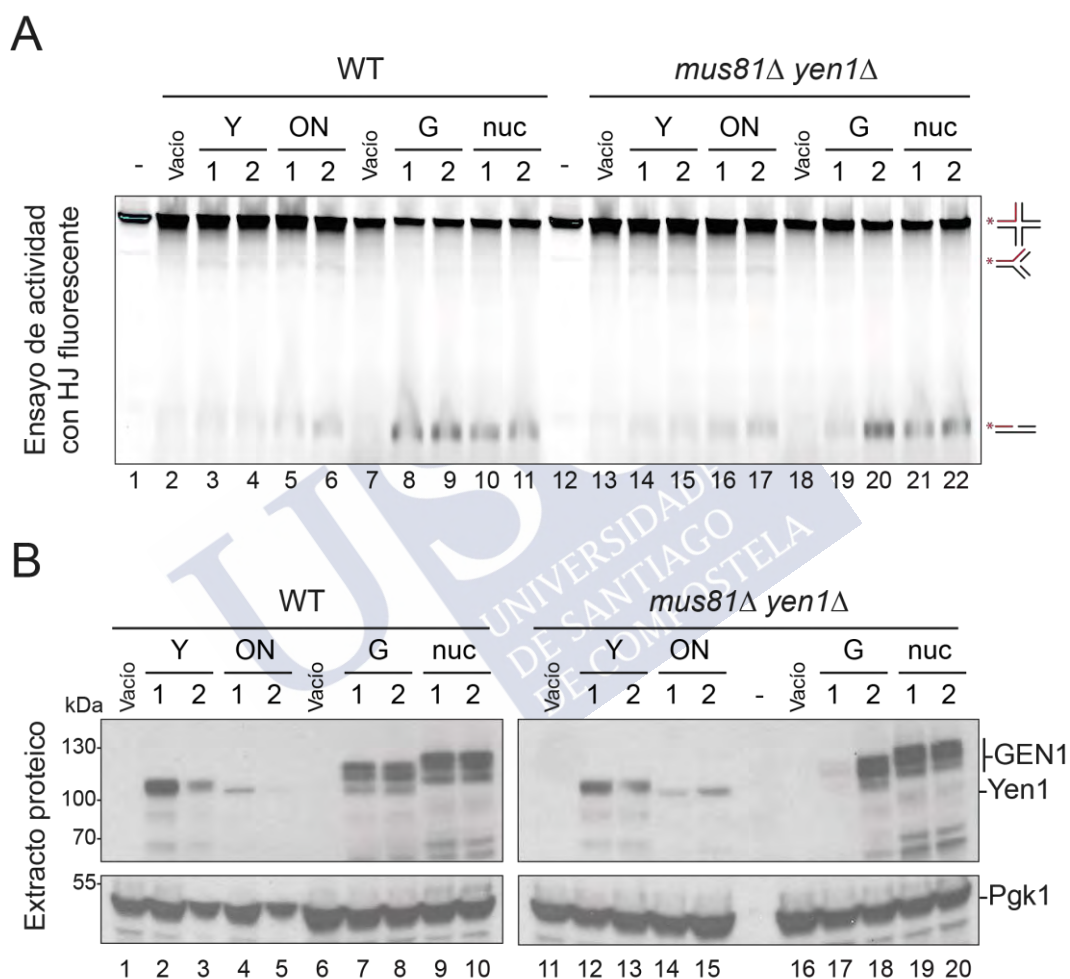 A
WT mus81Δ yen1Δ
Y ON G nuc Y ON G nuc
- Vacío 1 2 1 2 Vacío 1 2 1 2 - Vacío 1 2 1 2 Vacío 1 2 1 2
Ensayo de actividad
con HJ fluorescente
*
*
*
1 2 3 4 5 6 7 8 9 10 11 12 13 14 15 16 17 18 19 20 21 22
UNIVERSIDADE
DE SANTIAGO
DE COMPOSTELA
B
WT mus81Δ yen1Δ
Y ON G nuc Y ON G nuc
kDa Vacío 1 2 1 2 Vacío 1 2 1 2 Vacío 1 2 1 2 - Vacío 1 2 1 2
Extracto proteico
130-
100-
70-
55-
-GEN1
-Yen1
-Pgk1
1 2 3 4 5 6 7 8 9 10 11 12 13 14 15 16 17 18 19 20